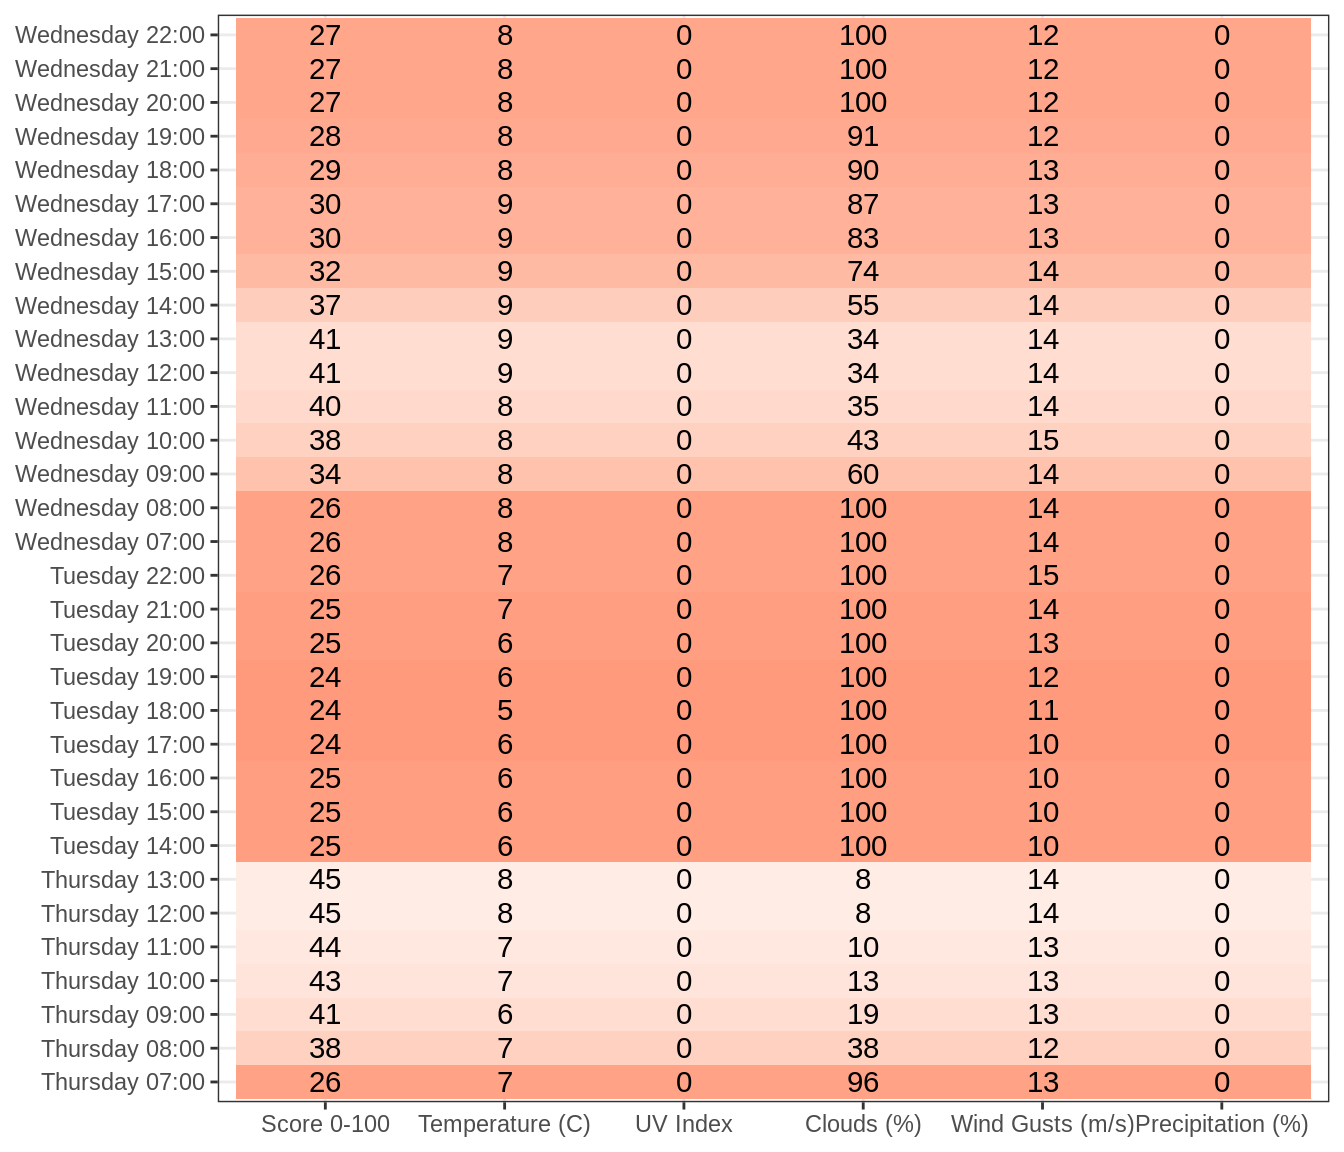 Wednesday 22:00 27 8 0 100 12 0
Wednesday 21:00 27 8 0 100 12 0
Wednesday 20:00 27 8 0 100 12 0
Wednesday 19:00 28 8 0 91 12 0
Wednesday 18:00 29 8 0 90 13 0
Wednesday 17:00 30 9 0 87 13 0
Wednesday 16:00 30 9 0 83 13 0
Wednesday 15:00 32 9 0 74 14 0
Wednesday 14:00 37 9 0 55 14 0
Wednesday 13:00 41 9 0 34 14 0
Wednesday 12:00 41 9 0 34 14 0
Wednesday 11:00 40 8 0 35 14 0
Wednesday 10:00 38 8 0 43 15 0
Wednesday 09:00 34 8 0 60 14 0
Wednesday 08:00 26 8 0 100 14 0
Wednesday 07:00 26 8 0 100 14 0
Tuesday 22:00 26 7 0 100 15 0
Tuesday 21:00 25 7 0 100 14 0
Tuesday 20:00 25 6 0 100 13 0
Tuesday 19:00 24 6 0 100 12 0
Tuesday 18:00 24 5 0 100 11 0
Tuesday 17:00 24 6 0 100 10 0
Tuesday 16:00 25 6 0 100 10 0
Tuesday 15:00 25 6 0 100 10 0
Tuesday 14:00 25 6 0 100 10 0
Thursday 13:00 45 8 0 8 14 0
Thursday 12:00 45 8 0 8 14 0
Thursday 11:00 44 7 0 10 13 0
Thursday 10:00 43 7 0 13 13 0
Thursday 09:00 41 6 0 19 13 0
Thursday 08:00 38 7 0 38 12 0
Thursday 07:00 26 7 0 96 13 0
Score 0-100 Temperature (C) UV Index Clouds (%) Wind Gusts (m/s) Precipitation (%)